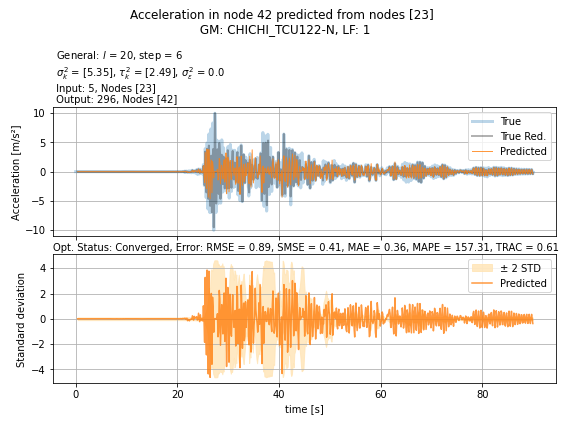 Acceleration in node 42 predicted from nodes [23]
GM: CHICHI_TCU122-N, LF: 1
General: l = 20, step = 6
σ²ₖ = [5.35], τ²ₖ = [2.49], σ²ε = 0.0
Input: 5, Nodes [23]
Output: 296, Nodes [42]
Acceleration [m/s²]
10
5
0
−5
−10
True
True Red.
Predicted
Opt. Status: Converged, Error: RMSE = 0.89, SMSE = 0.41, MAE = 0.36, MAPE = 157.31, TRAC = 0.61
Standard deviation
4
2
0
−2
−4
± 2 STD
Predicted
0 20 40 60 80
time [s]